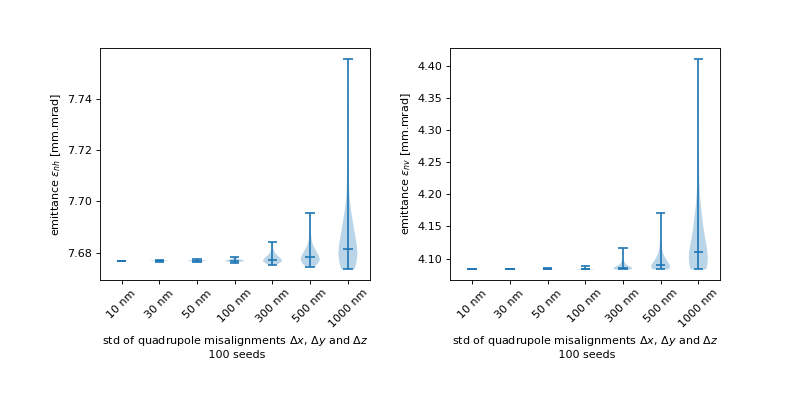 emittance εnh [mm.mrad]
7.74
7.72
7.70
7.68
10 nm
30 nm
50 nm
100 nm
300 nm
500 nm
1000 nm
std of quadrupole misalignments Δx, Δy and Δz
100 seeds
emittance εnv [mm.mrad]
4.40
4.35
4.30
4.25
4.20
4.15
4.10
10 nm
30 nm
50 nm
100 nm
300 nm
500 nm
1000 nm
std of quadrupole misalignments Δx, Δy and Δz
100 seeds